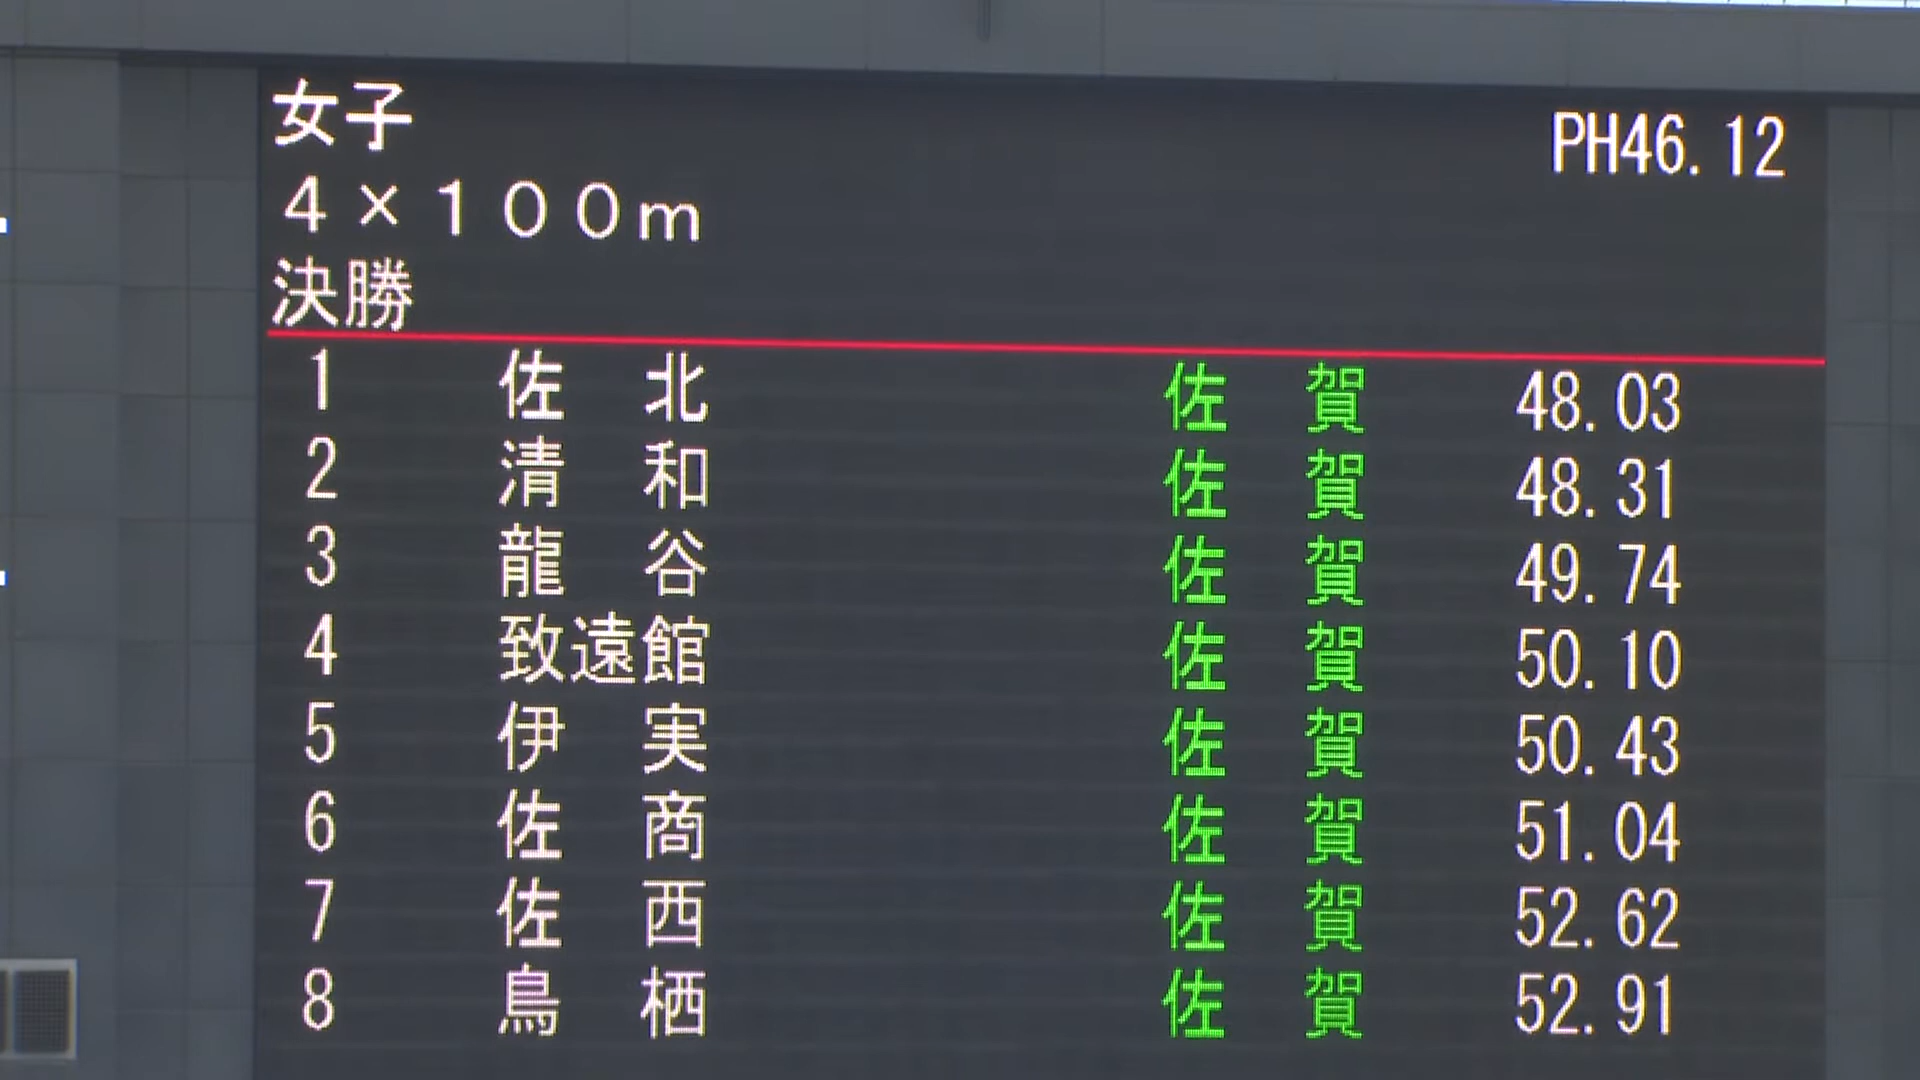 女子
PH46.12
4×100m
決勝
1 佐 北 佐 賀 48.03
2 清 和 佐 賀 48.31
3 龍 谷 佐 賀 49.74
4 致遠館 佐 賀 50.10
5 伊 実 佐 賀 50.43
6 佐 商 佐 賀 51.04
7 佐 西 佐 賀 52.62
8 鳥 栖 佐 賀 52.91